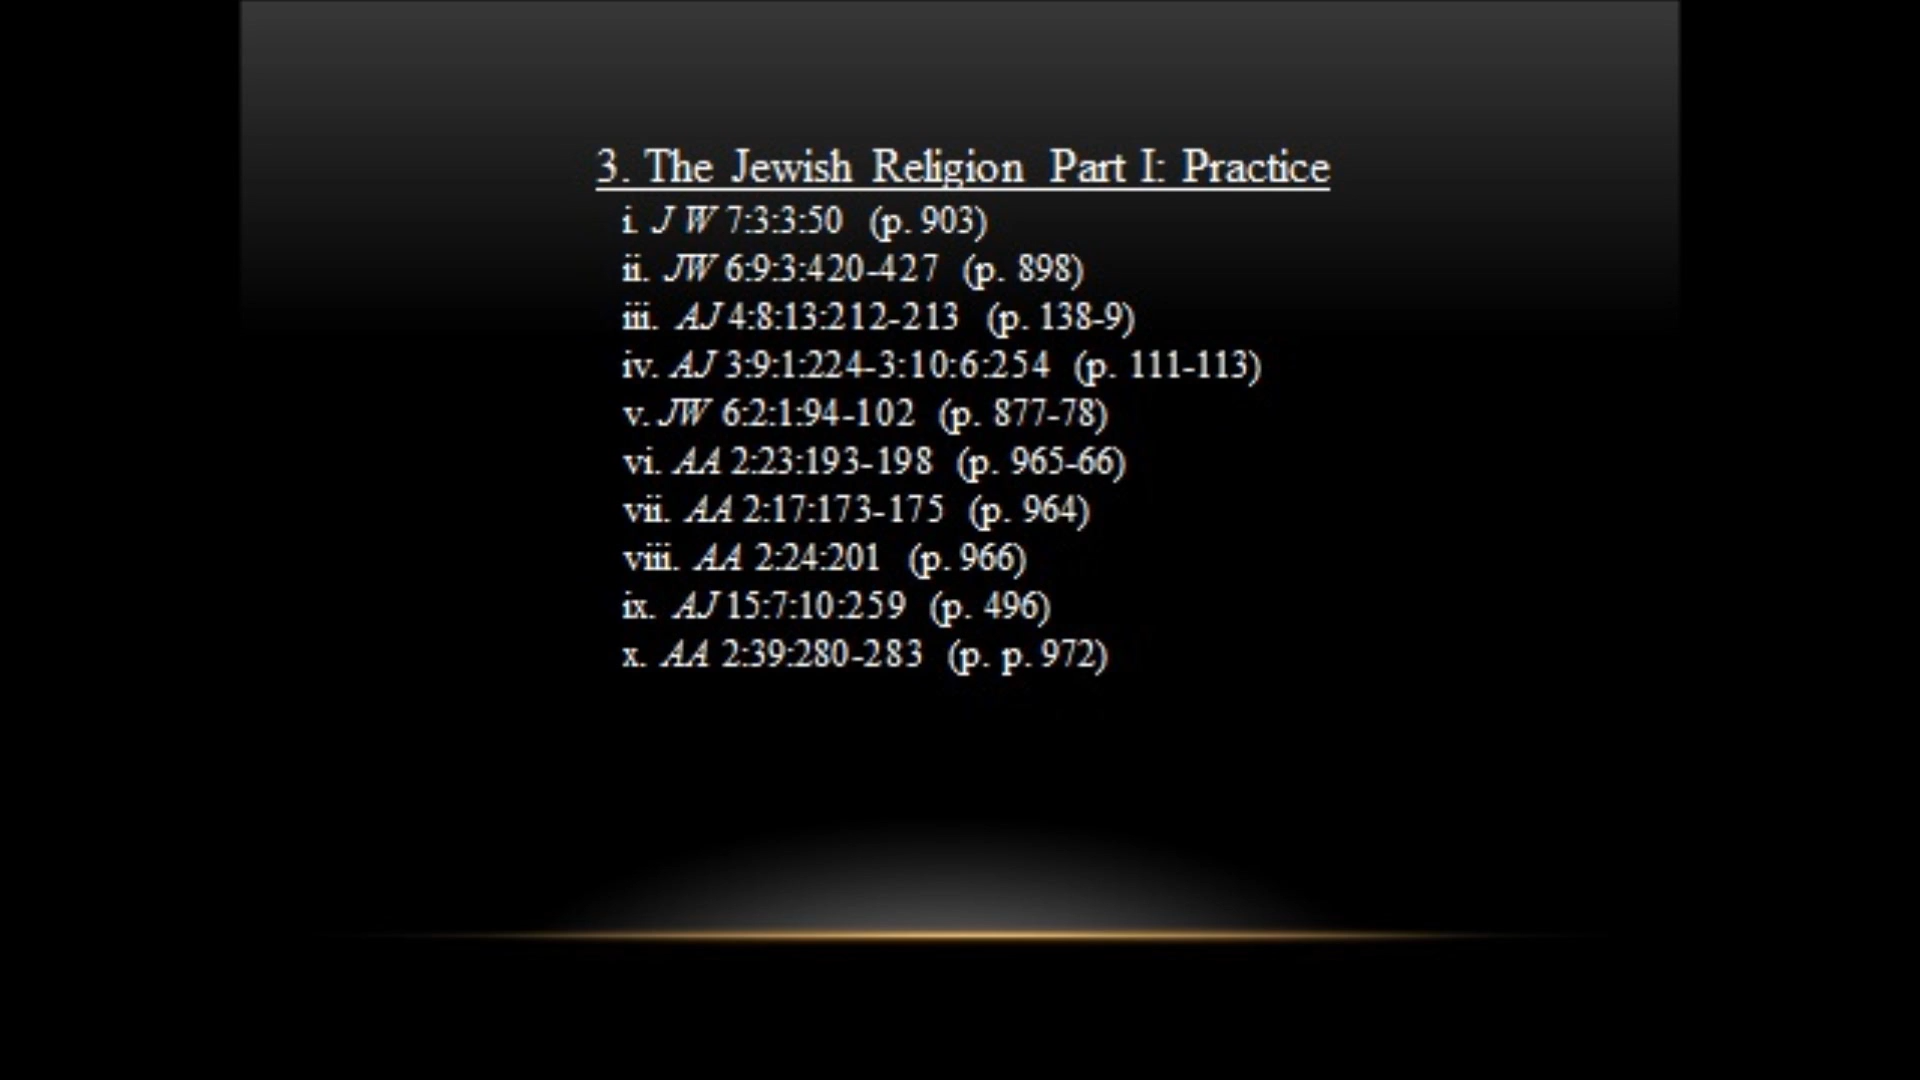 3. The Jewish Religion Part I: Practice
i. J W 7:3:3:50 (p. 903)
ii. JW 6:9:3:420-427 (p. 898)
iii. AJ 4:8:13:212-213 (p. 138-9)
iv. AJ 3:9:1:224-3:10:6:254 (p. 111-113)
v. JW 6:2:1:94-102 (p. 877-78)
vi. AA 2:23:193-198 (p. 965-66)
vii. AA 2:17:173-175 (p. 964)
viii. AA 2:24:201 (p. 966)
ix. AJ 15:7:10:259 (p. 496)
x. AA 2:39:280-283 (p. p. 972)